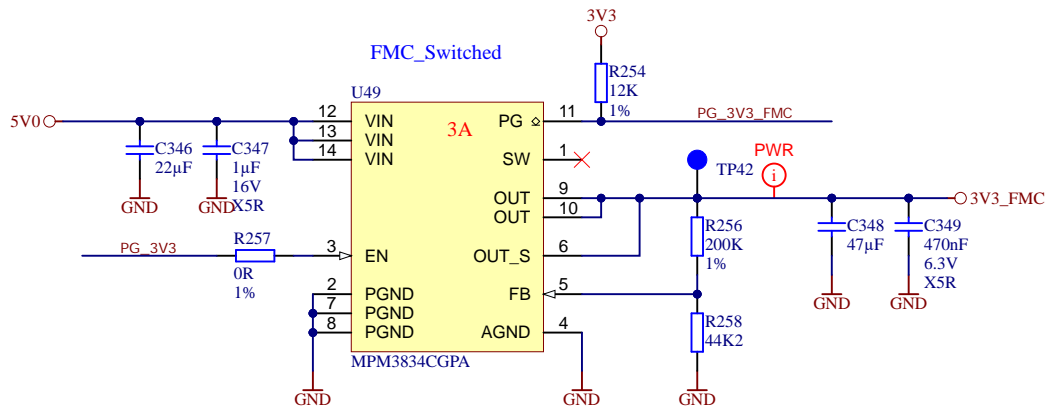 3V3
FMC_Switched
R254
12K
1%
U49
5V0
12
VIN
13
VIN
14
VIN
3A
PG
11
PG_3V3_FMC
SW
1
TP42
PWR
i
OUT
9
OUT
10
3V3_FMC
C346
22µF
GND
C347
1µF
16V
X5R
GND
R256
200K
1%
C348
47µF
GND
C349
470nF
6.3V
X5R
GND
PG_3V3
R257
0R
1%
3
EN
OUT_S
6
2
PGND
7
PGND
8
PGND
FB
5
AGND
4
R258
44K2
MPM3834CGPA
GND
GND
GND